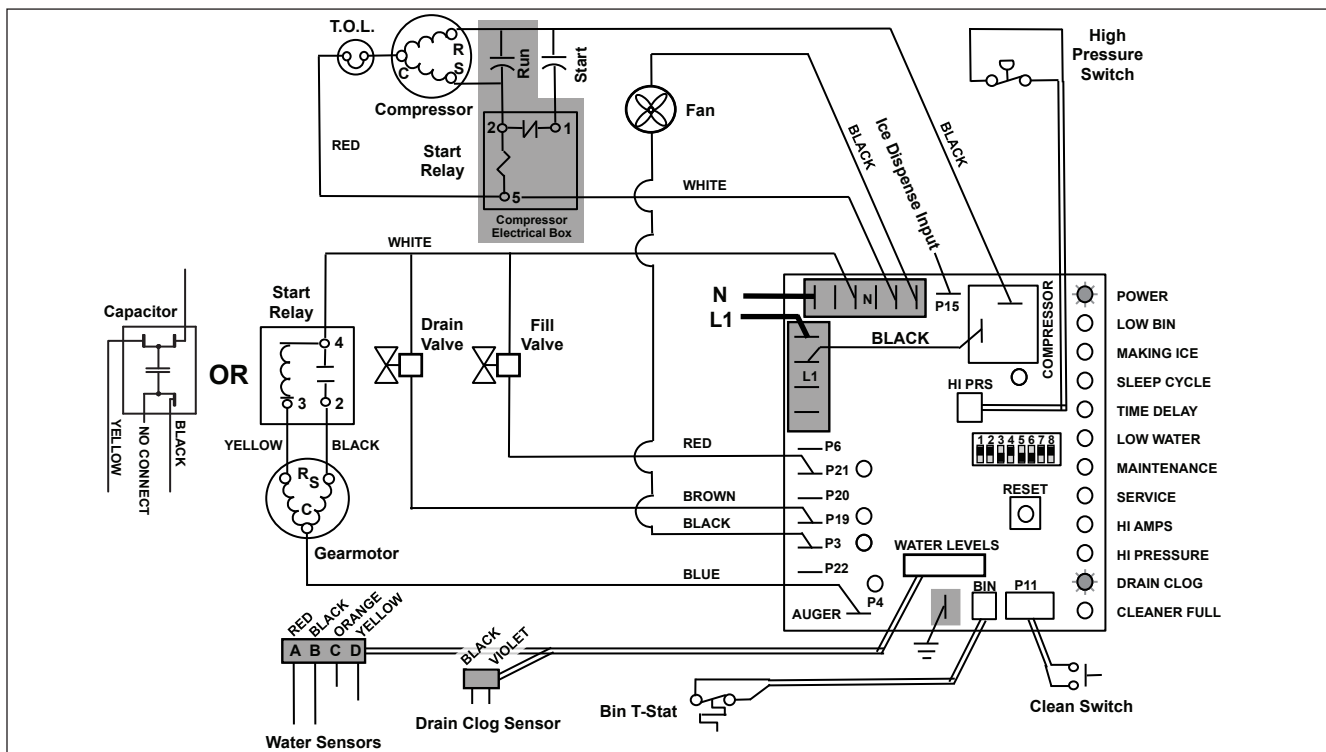 T.O.L.
R
S
C
Compressor
Run
Start
2
1
5
Start
Relay
Compressor
Electrical Box
RED
WHITE
Fan
BLACK
Ice Dispense Input
BLACK
High
Pressure
Switch
WHITE
Capacitor
YELLOW
NO CONNECT
BLACK
OR
Start
Relay
4
3
2
YELLOW
BLACK
R
S
C
Gearmotor
Drain
Valve
Fill
Valve
N
L1
N
P15
L1
BLACK
COMPRESSOR
HI PRS
1 2 3 4 5 6 7 8
RESET
RED
P6
P21
P20
BROWN
P19
BLACK
P3
P22
BLUE
P4
AUGER
WATER LEVELS
BIN
P11
POWER
LOW BIN
MAKING ICE
SLEEP CYCLE
TIME DELAY
LOW WATER
MAINTENANCE
SERVICE
HI AMPS
HI PRESSURE
DRAIN CLOG
CLEANER FULL
RED
BLACK
ORANGE
YELLOW
A B C D
Water Sensors
BLACK
VIOLET
Drain Clog Sensor
Bin T-Stat
Clean Switch